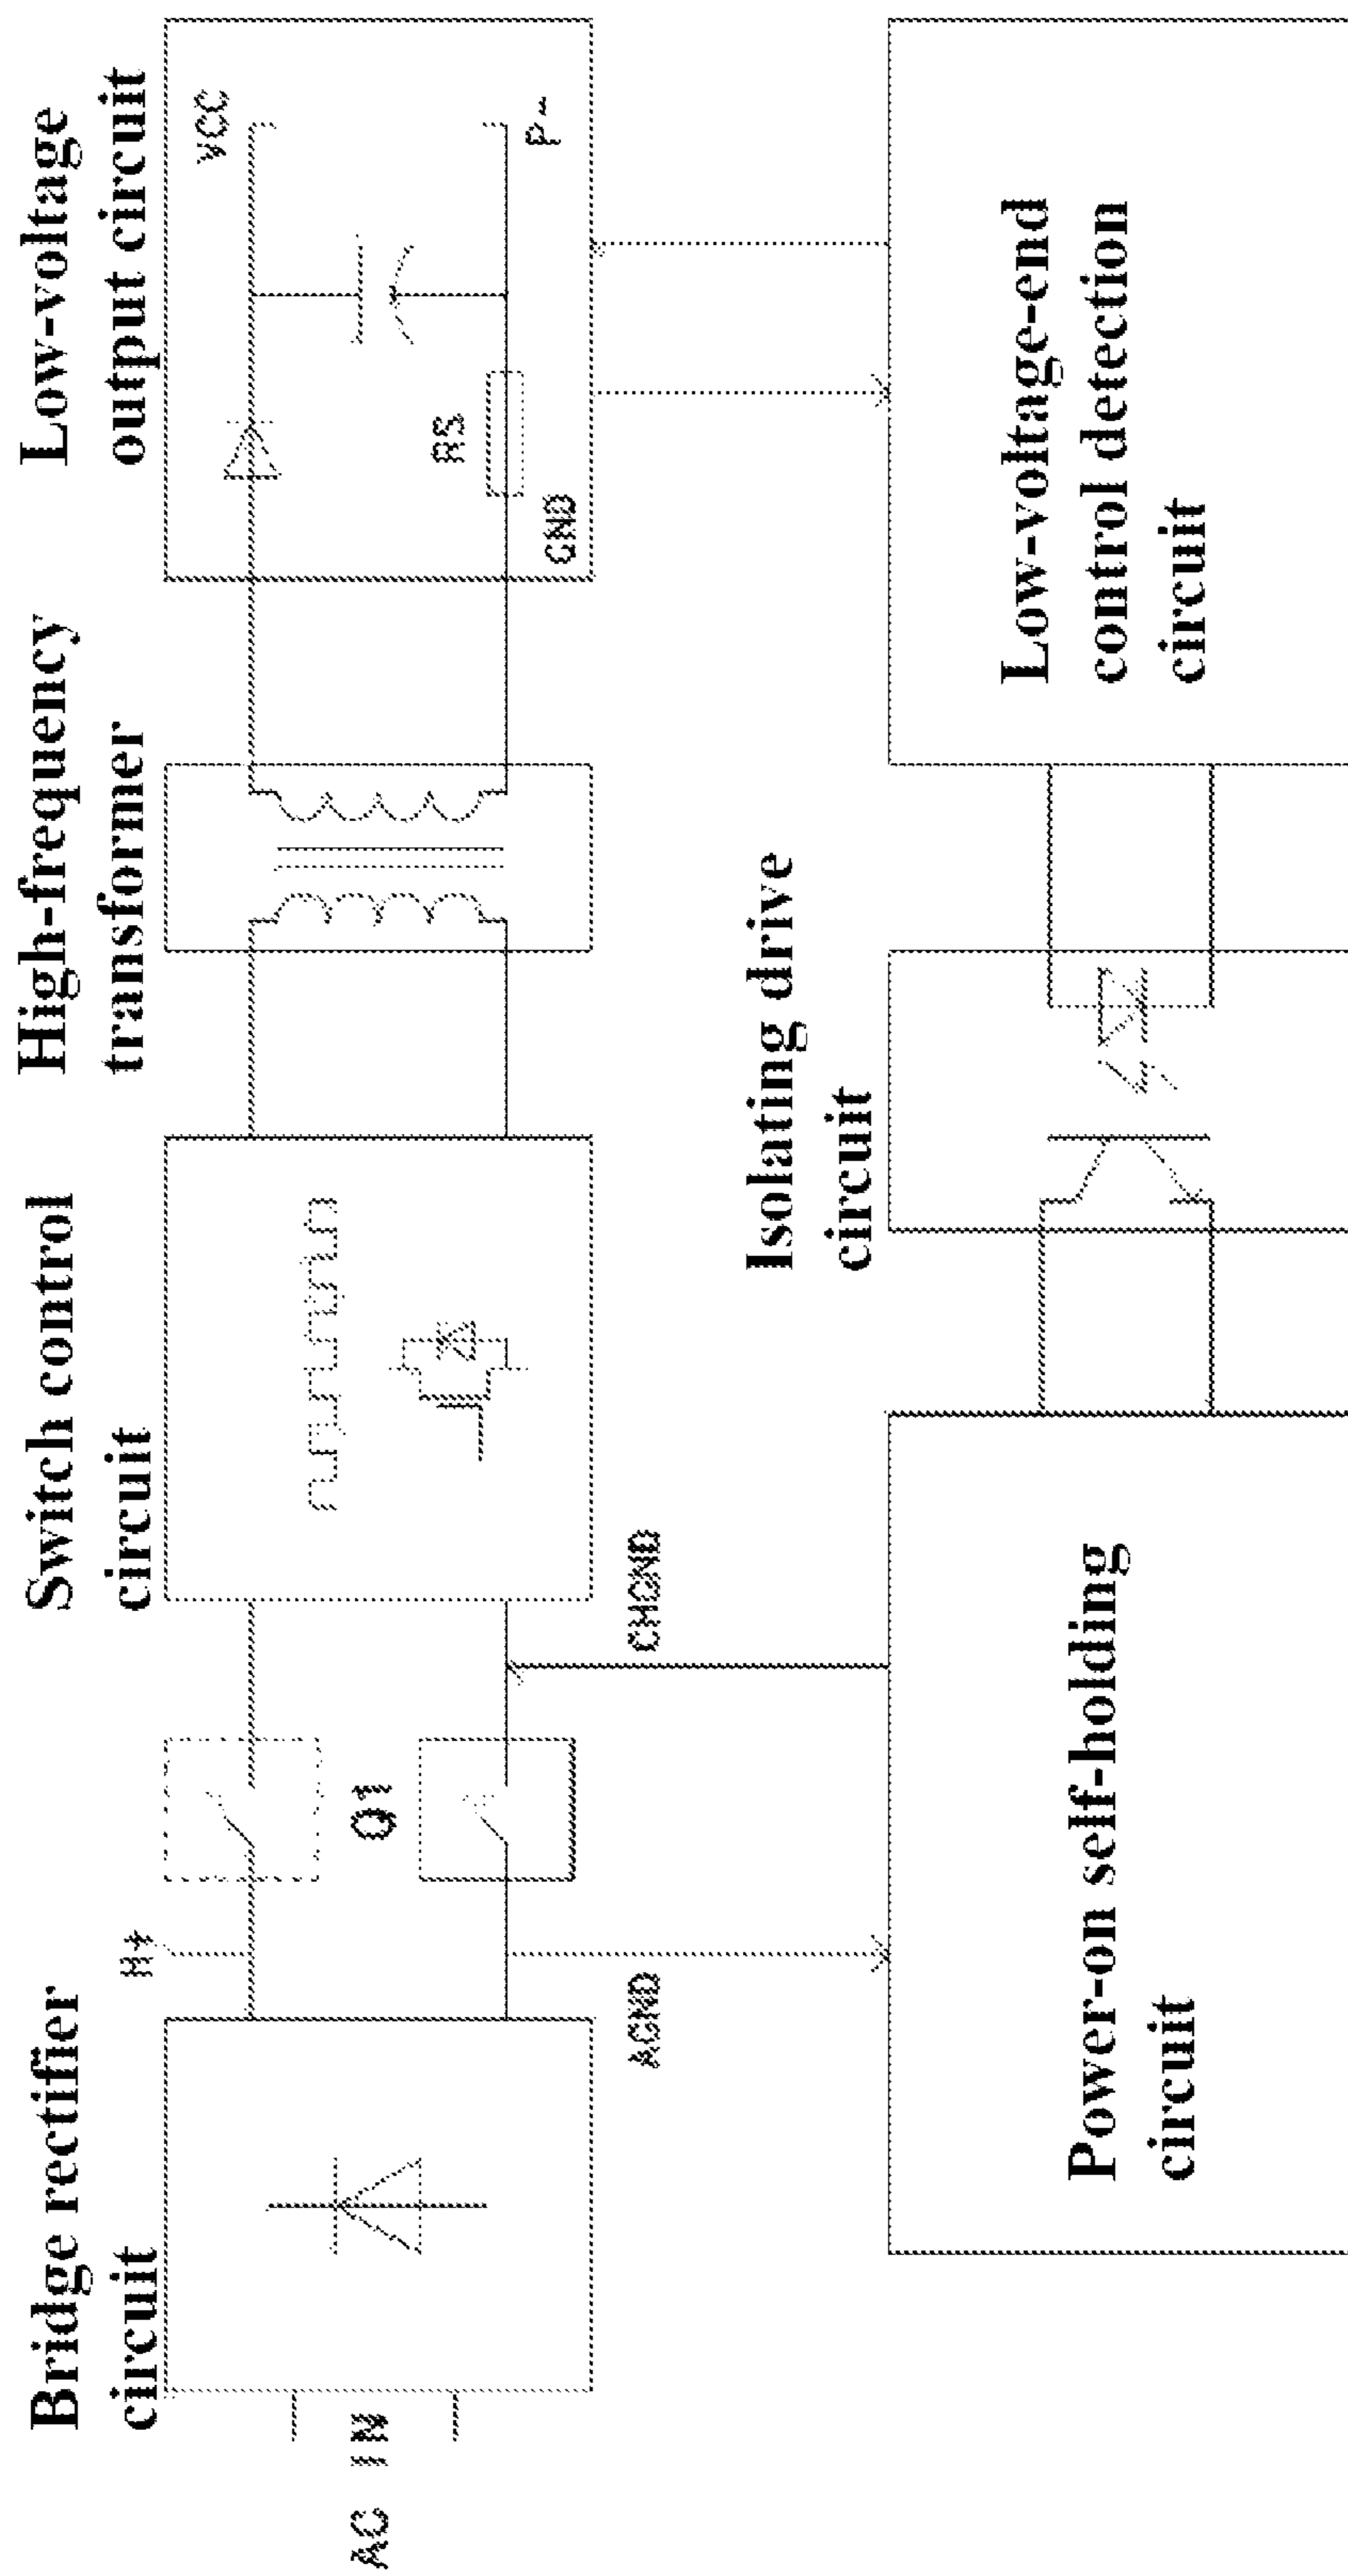 Bridge rectifier
circuit
Switch control
circuit
High-frequency
transformer
Low-voltage
output circuit
AC IN
H+
Q1
VCC
RS
P-
GND
AGND
CHGND
Isolating drive
circuit
Power-on self-holding
circuit
Low-voltage-end
control detection
circuit